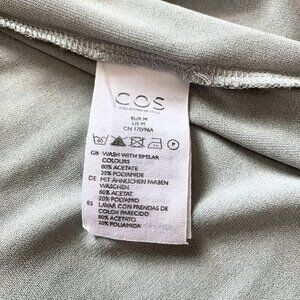 COS
EUR M
US M
CN 170/96A
P
GB WASH WITH SIMILAR
COLOURS
80% ACETATE
20% POLYAMIDE
DE MIT ÄHNLICHEN FARBEN
WASCHEN
80% ACETAT
20% POLYAMID
ES LAVAR CON PRENDAS DE
COLOR PARECIDO
80% ACETATO
20% POLIAMIDA